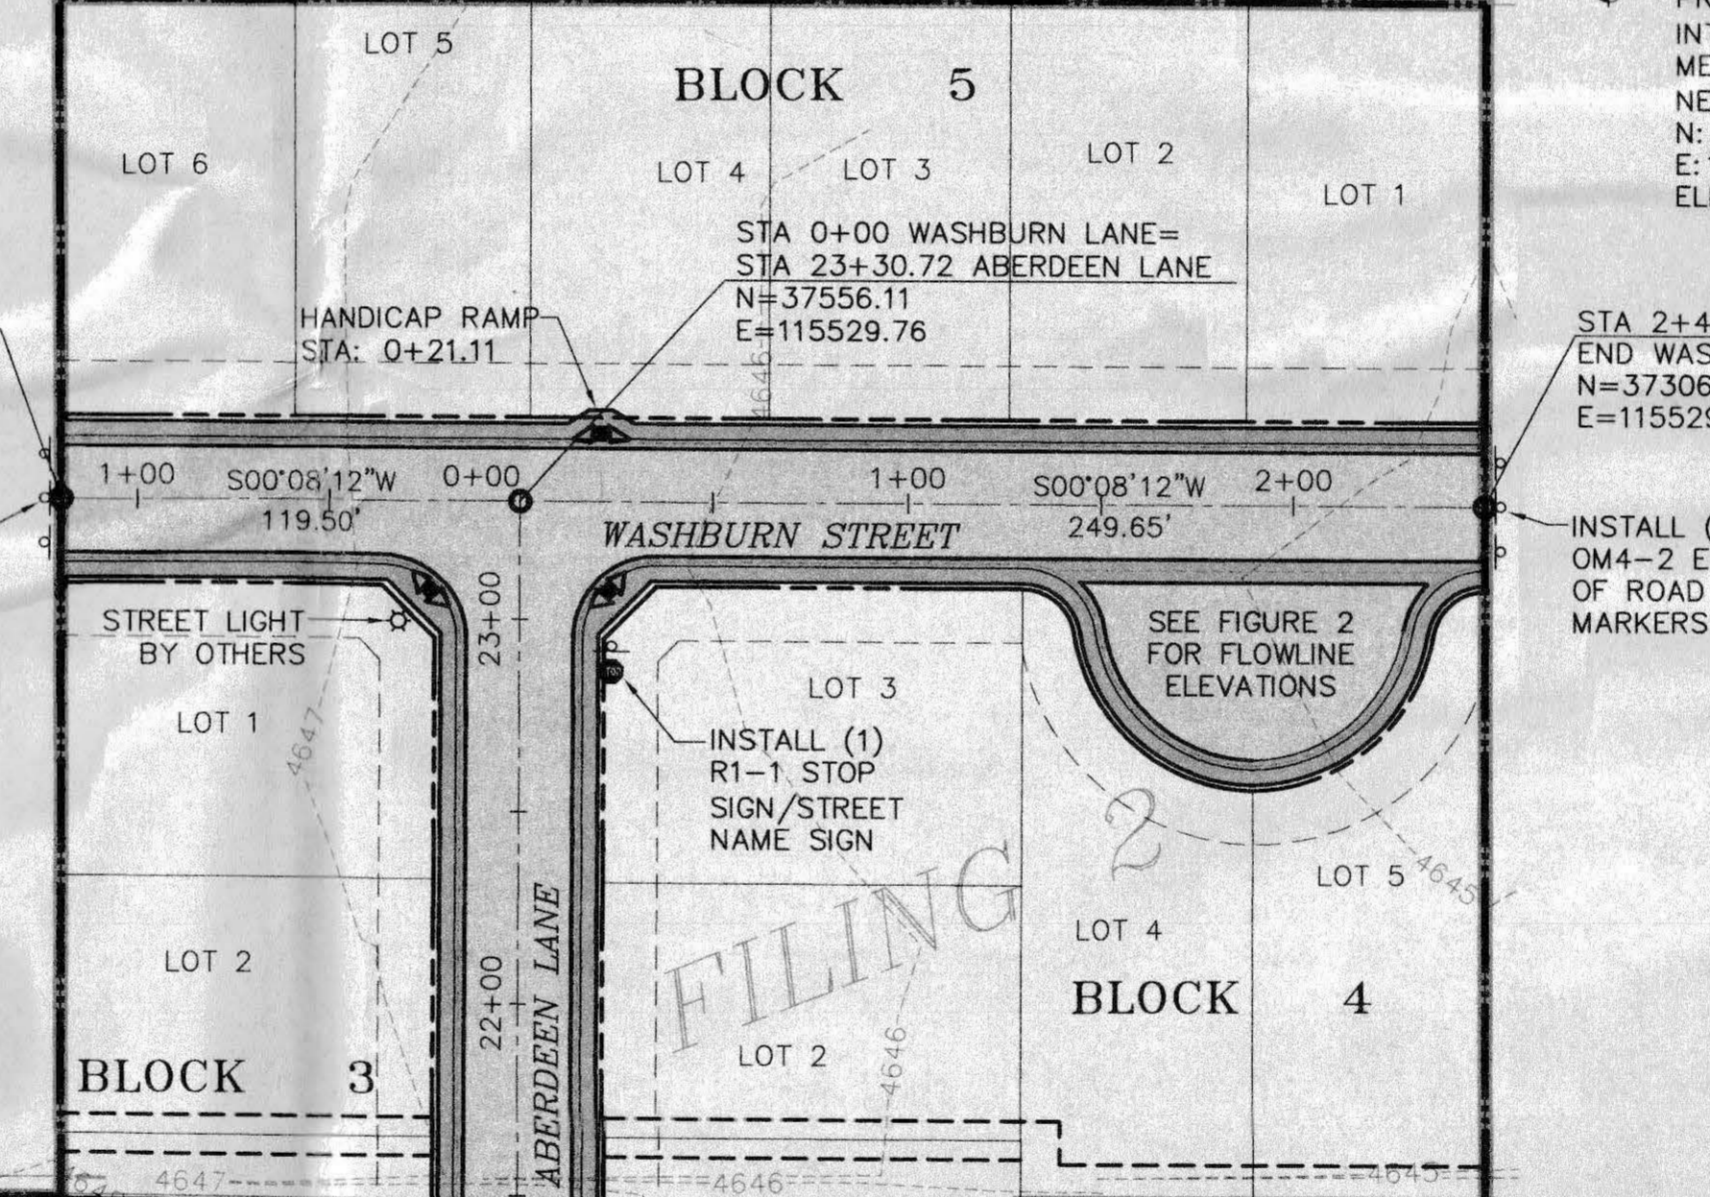 LOT 5
BLOCK 5
LOT 6
LOT 4
LOT 3
LOT 2
LOT 1
N:
E:
STA 0+00 WASHBURN LANE=
STA 23+30.72 ABERDEEN LANE
N=37556.11
E=115529.76
HANDICAP RAMP
STA: 0+21.11
4646
STA 2+4
END WAS
N=37306
E=115529
1+00
S00°08'12"W
119.50'
0+00
1+00
S00°08'12"W
249.65'
2+00
WASHBURN STREET
INSTALL (
OM4-2 E
OF ROAD
MARKERS
STREET LIGHT
BY OTHERS
23+00
SEE FIGURE 2
FOR FLOWLINE
ELEVATIONS
LOT 1
4647
LOT 3
INSTALL (1)
R1-1 STOP
SIGN/STREET
NAME SIGN
FILING 2
LOT 5
4645
LOT 4
LOT 2
22+00
ABERDEEN LANE
BLOCK 4
LOT 2
4646
BLOCK 3
4647
4646
4645